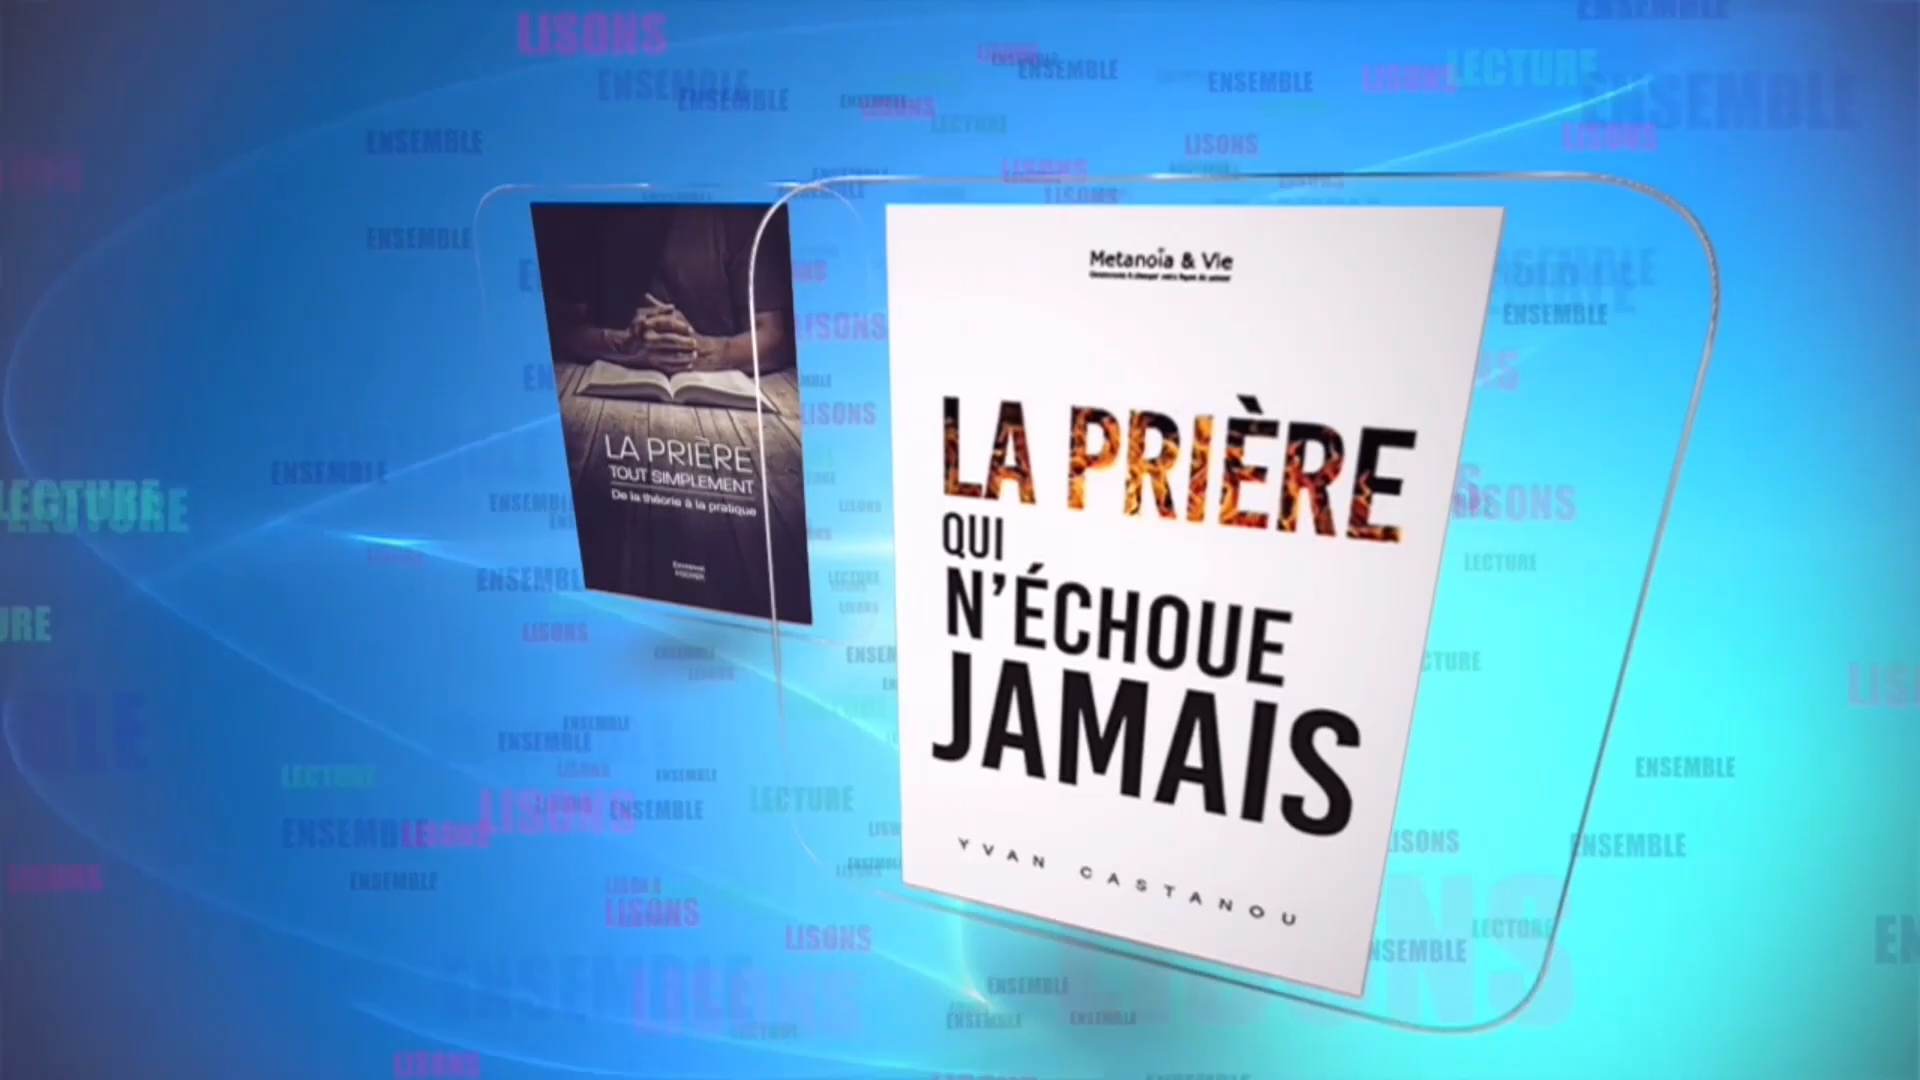 LA PRIÈRE
TOUT SIMPLEMENT
De la théorie à la pratique
Metanoïa & Vie
LA PRIÈRE
QUI
N'ÉCHOUE
JAMAIS
YVAN CASTANOU
LISONS
ENSEMBLE
LECTURE